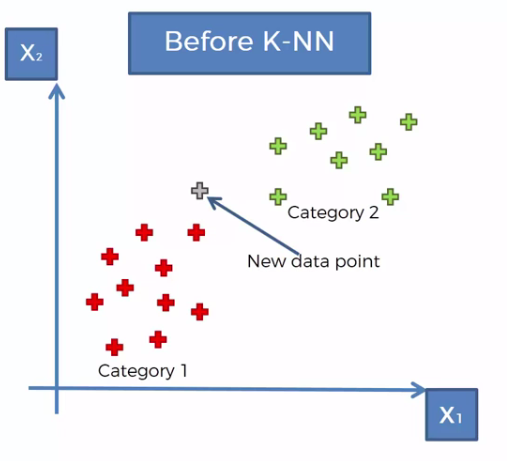 Before K-NN
X₂
Category 2
New data point
Category 1
X₁